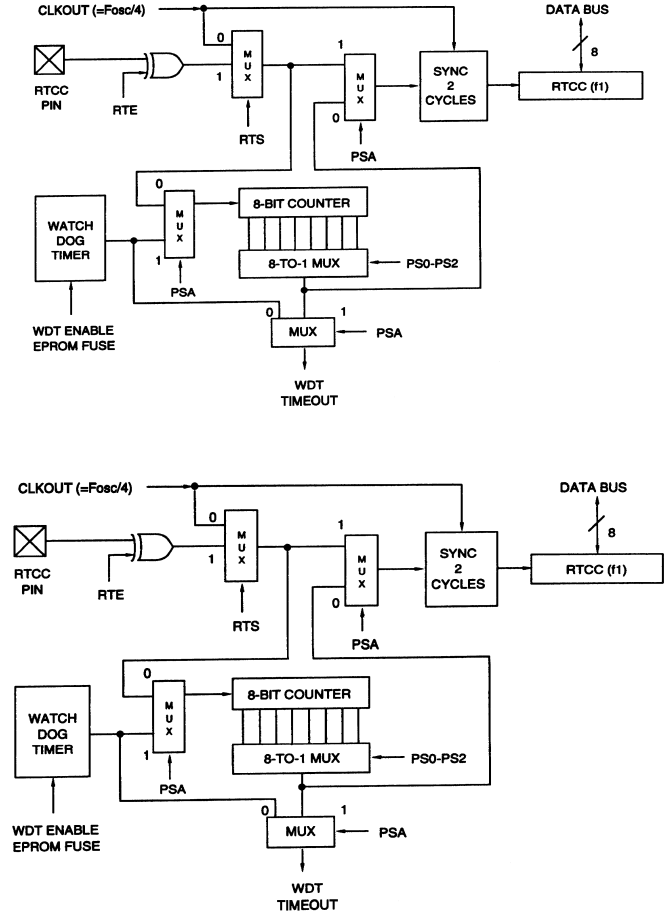 CLKOUT (=Fosc/4)
DATA BUS
8
0
MUX
1
1
MUX
0
SYNC
2
CYCLES
RTCC (f1)
RTCC
PIN
RTE
RTS
PSA
0
MUX
1
8-BIT COUNTER
WATCH
DOG
TIMER
8-TO-1 MUX
PS0-PS2
PSA
0
1
MUX
PSA
WDT ENABLE
EPROM FUSE
WDT
TIMEOUT
CLKOUT (=Fosc/4)
DATA BUS
8
0
MUX
1
1
MUX
0
SYNC
2
CYCLES
RTCC (f1)
RTCC
PIN
RTE
RTS
PSA
0
MUX
1
8-BIT COUNTER
WATCH
DOG
TIMER
8-TO-1 MUX
PS0-PS2
PSA
0
1
MUX
PSA
WDT ENABLE
EPROM FUSE
WDT
TIMEOUT